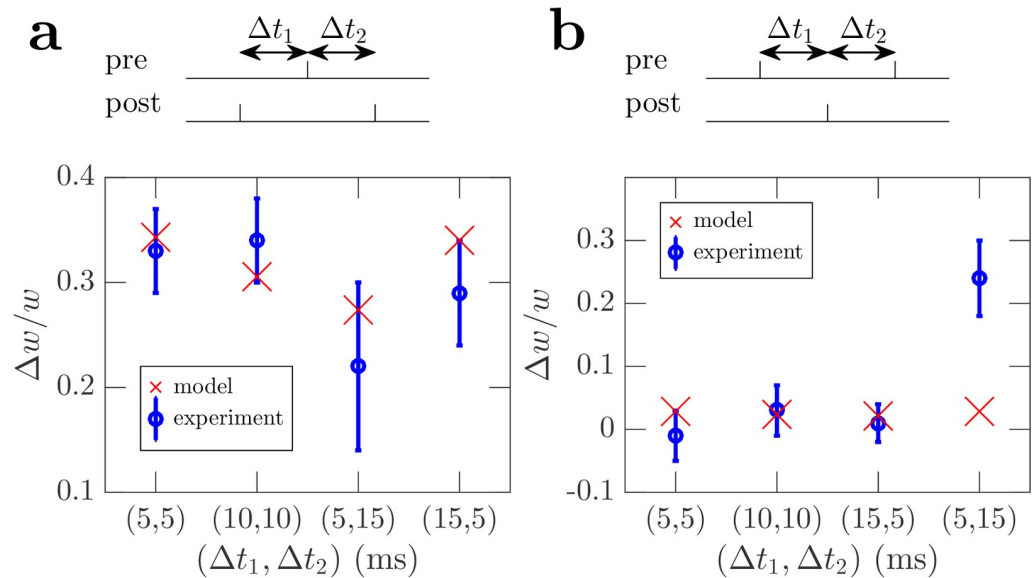 a
Δt₁ Δt₂
pre
post
0.4
0.3
0.2
0.1
Δw/w
model
experiment
(5,5) (10,10) (5,15) (15,5)
(Δt₁, Δt₂) (ms)
b
Δt₁ Δt₂
pre
post
0.3
0.2
0.1
0
-0.1
Δw/w
model
experiment
(5,5) (10,10) (15,5) (5,15)
(Δt₁, Δt₂) (ms)